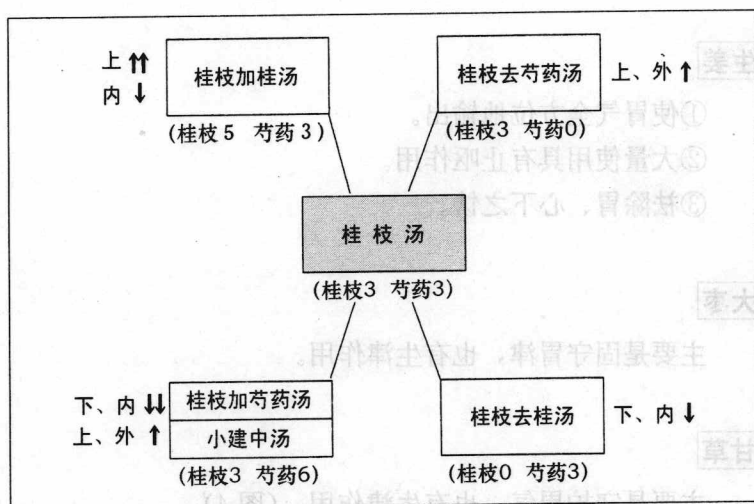 上 ⇈ 桂枝加桂汤 桂枝去芍药汤 上、外 ↑
内 ↓
(桂枝5 芍药3) (桂枝3 芍药0)
桂枝汤
(桂枝3 芍药3)
下、内 ⇊ 桂枝加芍药汤 桂枝去桂汤 下、内 ↓
上、外 ↑ 小建中汤
(桂枝3 芍药6) (桂枝0 芍药3)